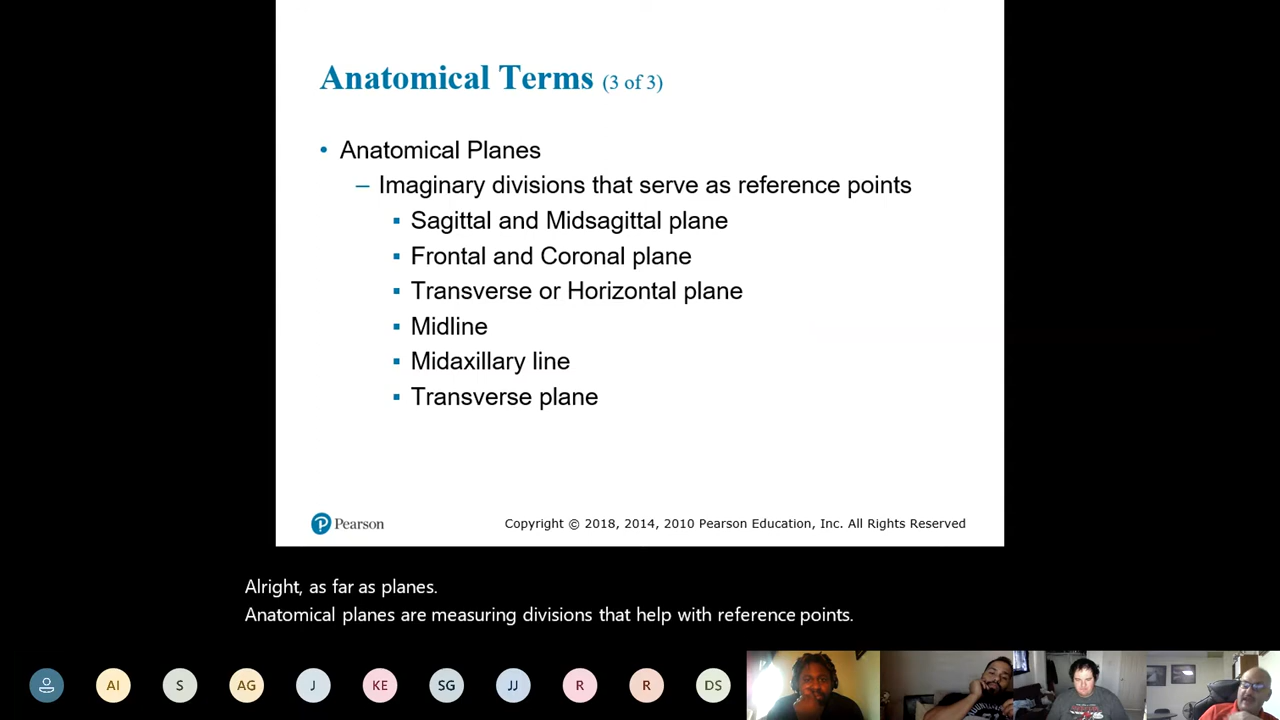 Anatomical Terms (3 of 3)
• Anatomical Planes
– Imaginary divisions that serve as reference points
▪ Sagittal and Midsagittal plane
▪ Frontal and Coronal plane
▪ Transverse or Horizontal plane
▪ Midline
▪ Midaxillary line
▪ Transverse plane
P Pearson
Copyright © 2018, 2014, 2010 Pearson Education, Inc. All Rights Reserved
Alright, as far as planes.
Anatomical planes are measuring divisions that help with reference points.
AI S AG J KE SG JJ R R DS